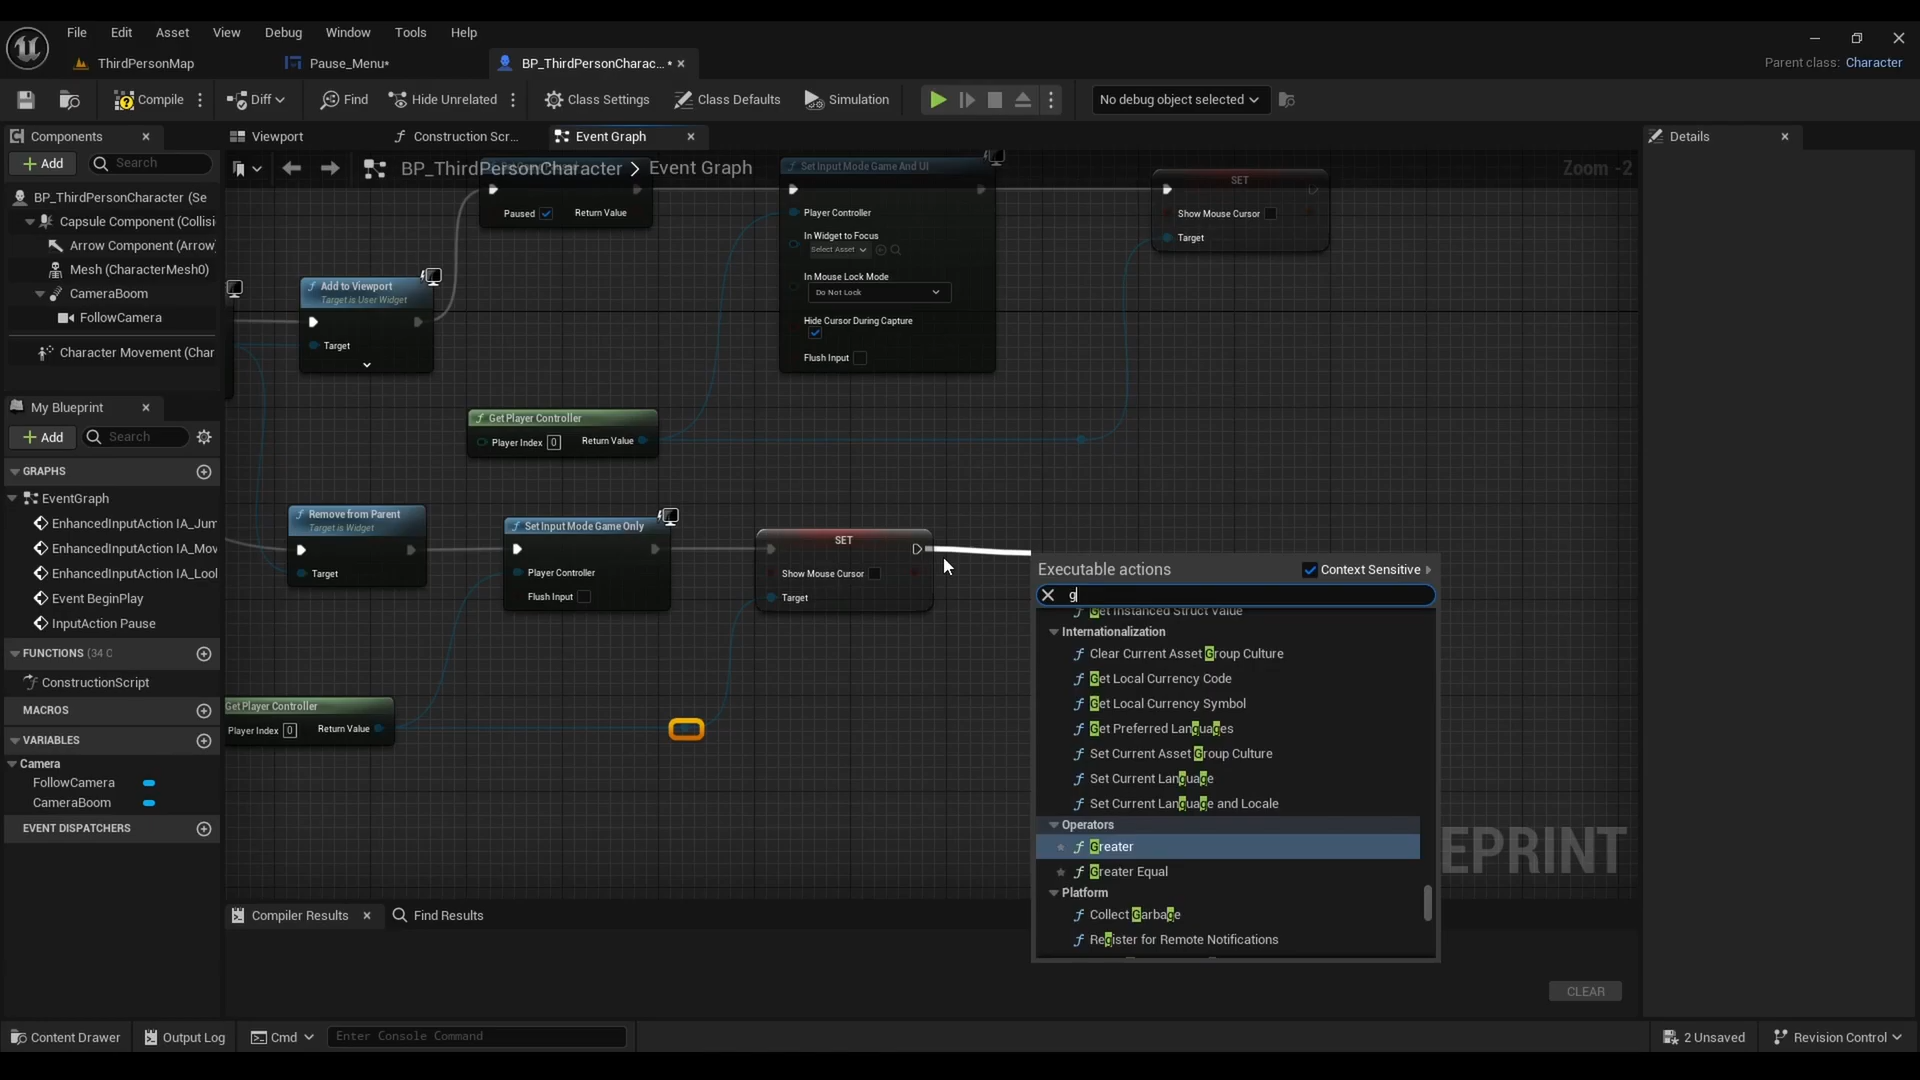 File Edit Asset View Debug Window Tools Help
ThirdPersonMap Pause_Menu* BP_ThirdPersonCharac... *
Parent class: Character
Compile Diff Find Hide Unrelated Class Settings Class Defaults Simulation No debug object selected
Components Viewport Construction Scr... Event Graph Details
Add Search
BP_ThirdPersonCharacter > Event Graph
Zoom -2
BP_ThirdPersonCharacter (Se
Capsule Component (Collisi
Arrow Component (Arrow)
Mesh (CharacterMesh0)
CameraBoom
FollowCamera
Character Movement (Char
My Blueprint
Add Search
GRAPHS
EventGraph
EnhancedInputAction IA_Jum
EnhancedInputAction IA_Mov
EnhancedInputAction IA_Lool
Event BeginPlay
InputAction Pause
FUNCTIONS (34 C
ConstructionScript
MACROS
VARIABLES
Camera
FollowCamera
CameraBoom
EVENT DISPATCHERS
Paused Return Value
Set Input Mode Game And UI
Player Controller
In Widget to Focus
Select Asset
In Mouse Lock Mode
Do Not Lock
Hide Cursor During Capture
Flush Input
SET
Show Mouse Cursor
Target
Add to Viewport
Target is User Widget
Target
Get Player Controller
Player Index 0 Return Value
Remove from Parent
Target is Widget
Target
Set Input Mode Game Only
Player Controller
Flush Input
SET
Show Mouse Cursor
Target
Get Player Controller
Player Index 0 Return Value
Executable actions Context Sensitive
g
Get Instanced Struct Value
Internationalization
Clear Current Asset Group Culture
Get Local Currency Code
Get Local Currency Symbol
Get Preferred Languages
Set Current Asset Group Culture
Set Current Language
Set Current Language and Locale
Operators
Greater
Greater Equal
Platform
Collect Garbage
Register for Remote Notifications
EPRINT
Compiler Results Find Results
CLEAR
Content Drawer Output Log Cmd Enter Console Command 2 Unsaved Revision Control